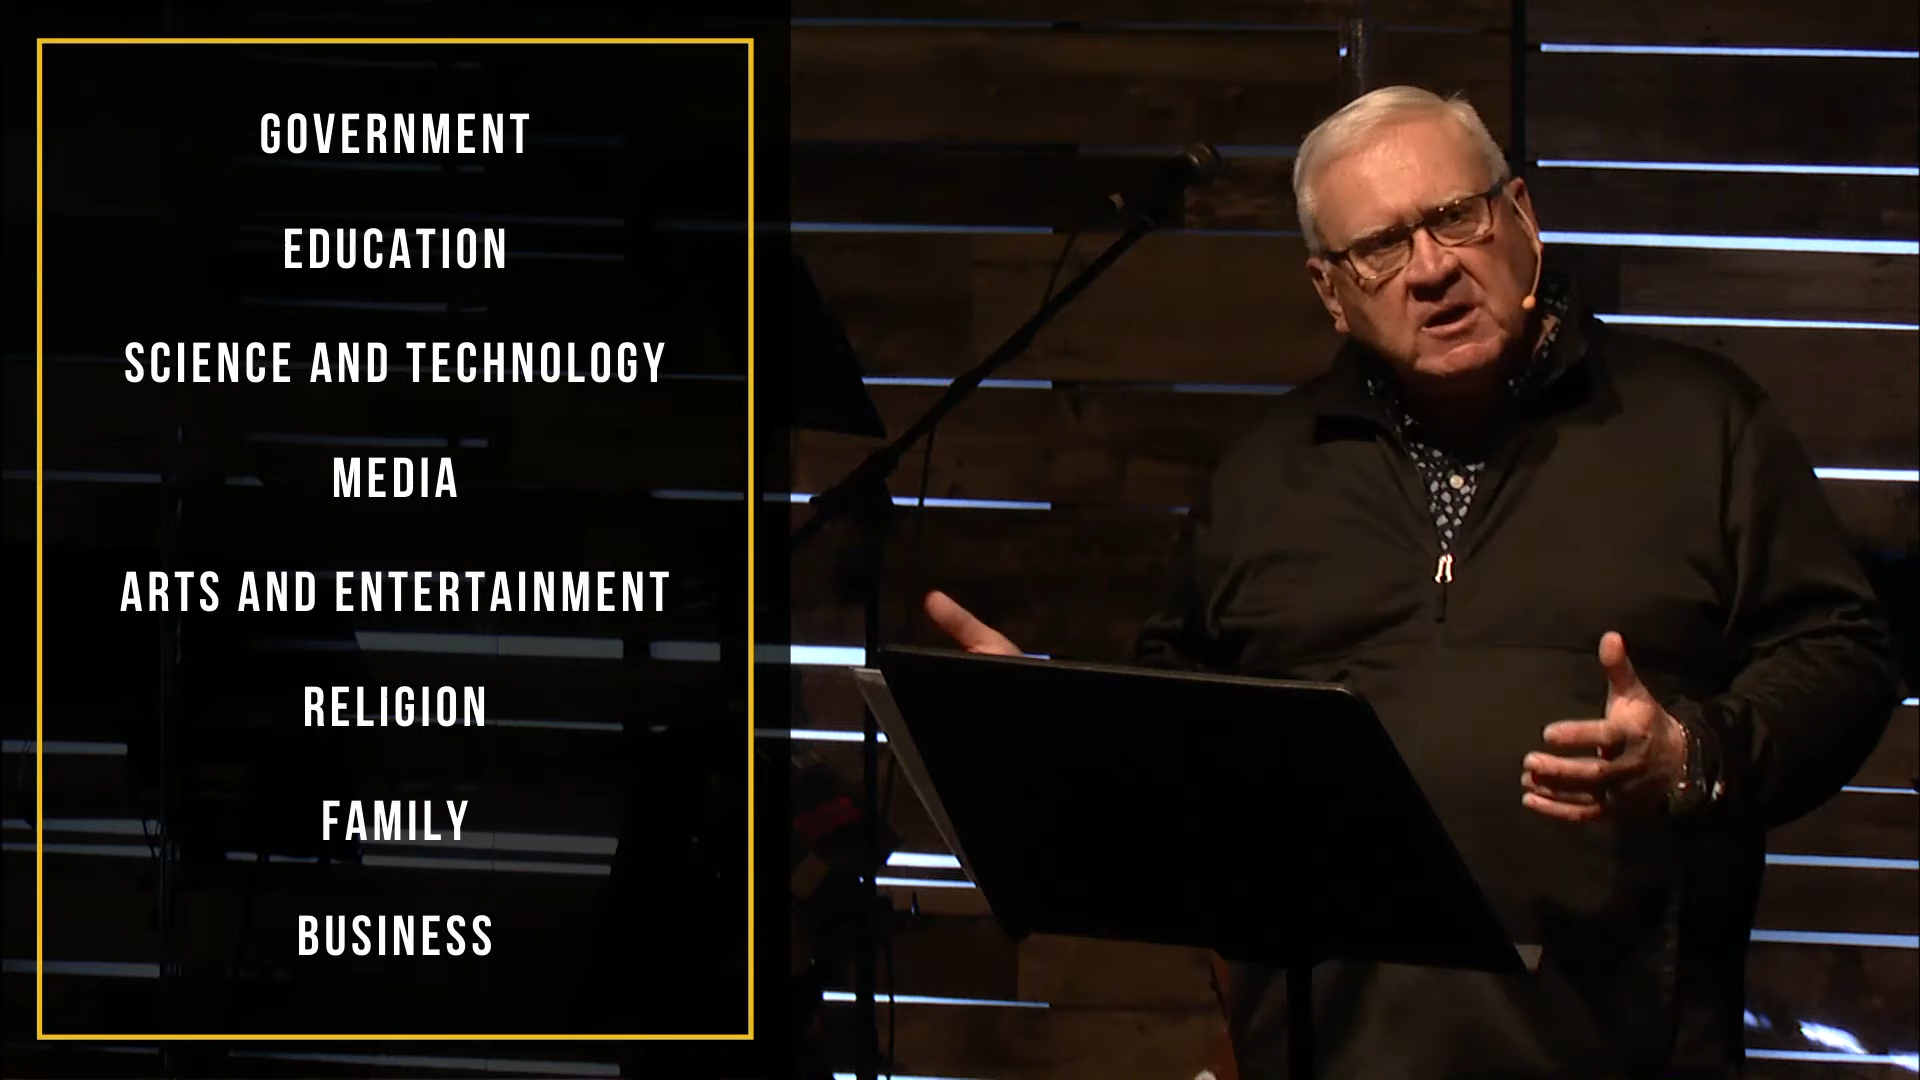 GOVERNMENT
EDUCATION
SCIENCE AND TECHNOLOGY
MEDIA
ARTS AND ENTERTAINMENT
RELIGION
FAMILY
BUSINESS